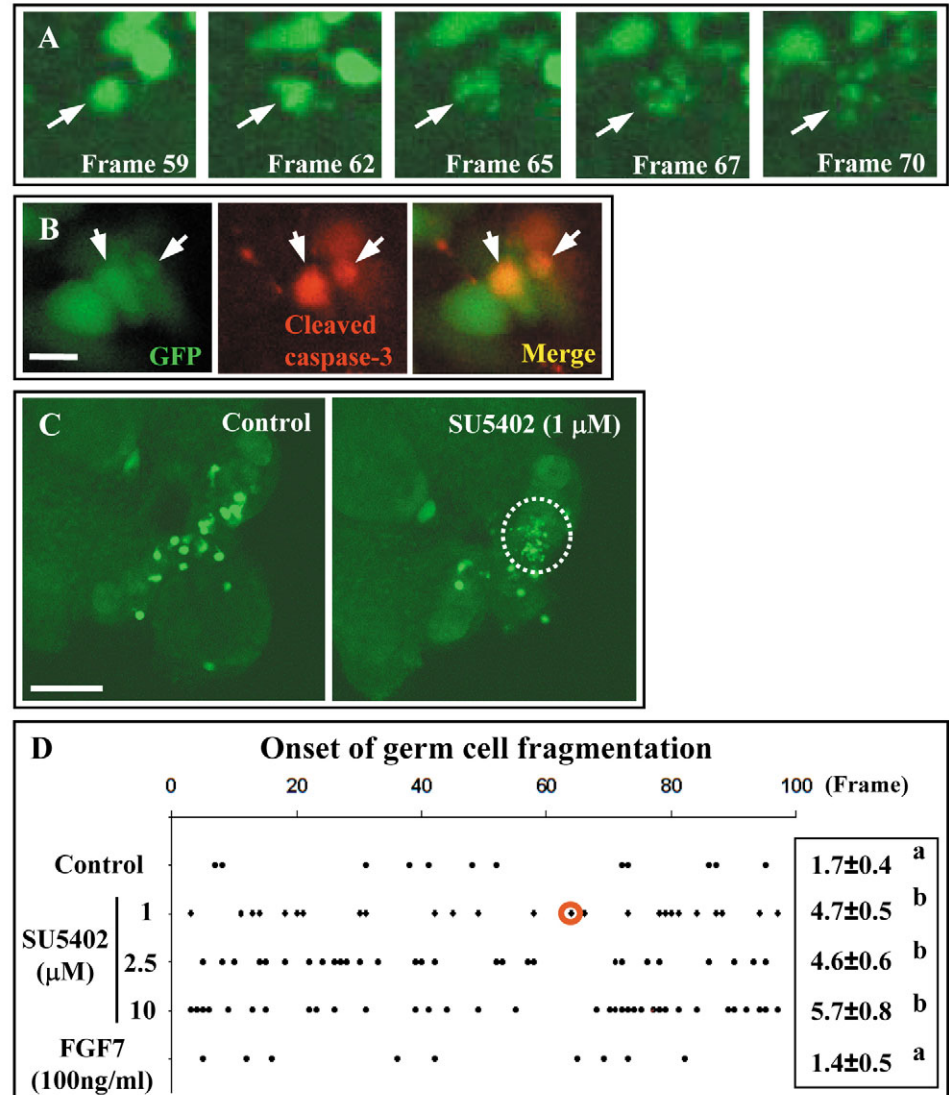 A
Frame 59
Frame 62
Frame 65
Frame 67
Frame 70
B
GFP
Cleaved
caspase-3
Merge
C
Control
SU5402 (1 μM)
D
Onset of germ cell fragmentation
0
20
40
60
80
100
(Frame)
Control
1.7±0.4 a
SU5402
(μM)
1
4.7±0.5 b
2.5
4.6±0.6 b
10
5.7±0.8 b
FGF7
(100ng/ml)
1.4±0.5 a